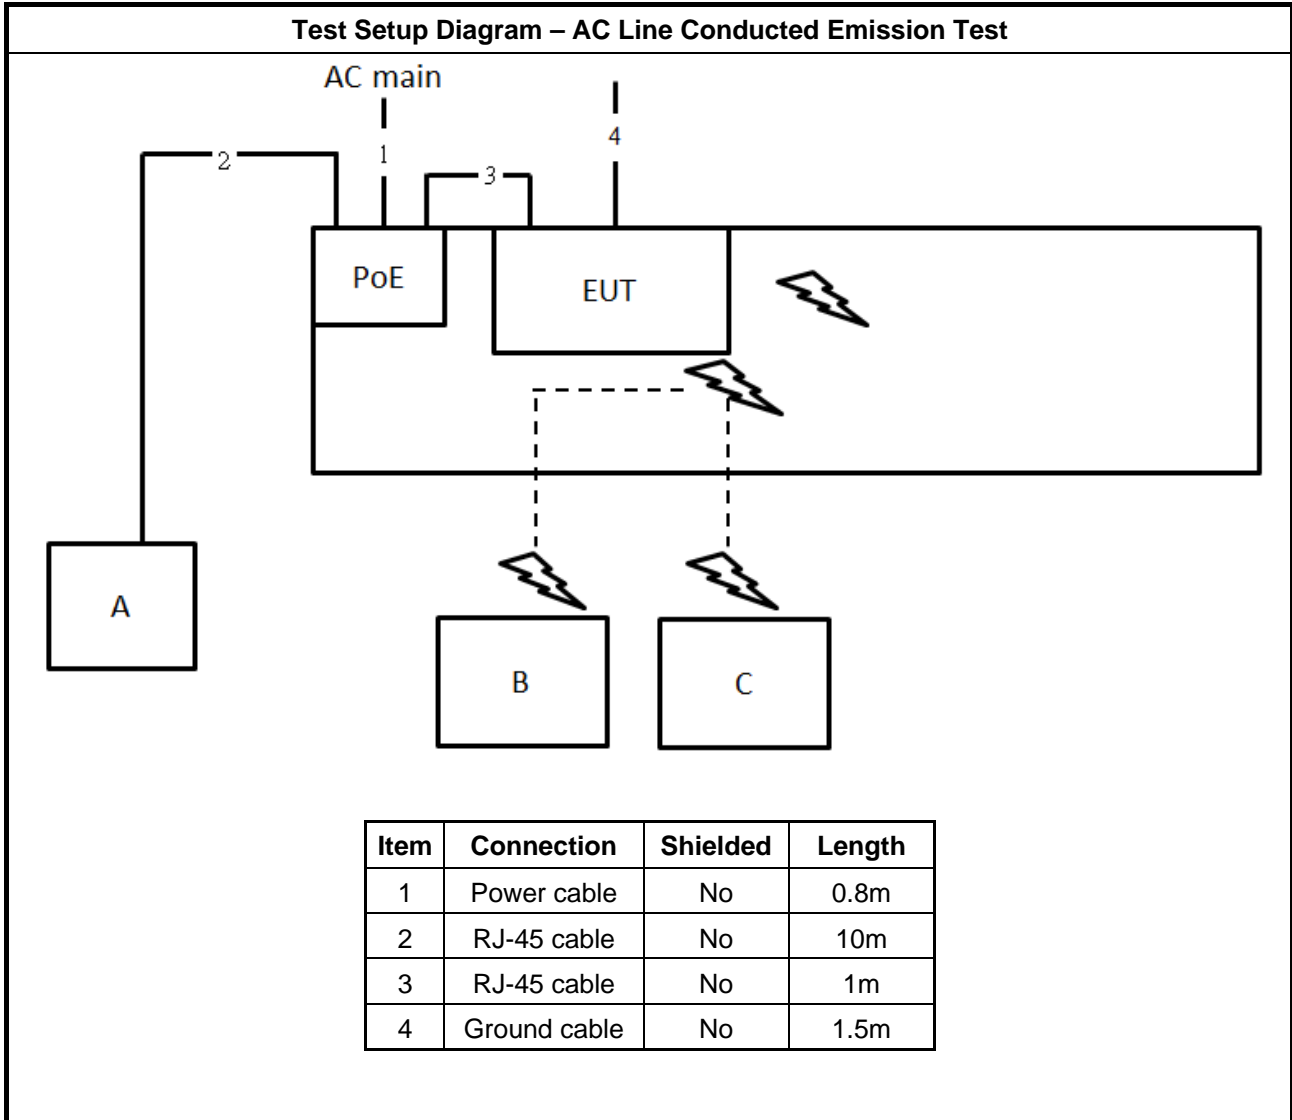 Test Setup Diagram – AC Line Conducted Emission Test
AC main
4
2
1
3
PoE
EUT
A
B
C
Item Connection Shielded Length
1 Power cable No 0.8m
2 RJ-45 cable No 10m
3 RJ-45 cable No 1m
4 Ground cable No 1.5m